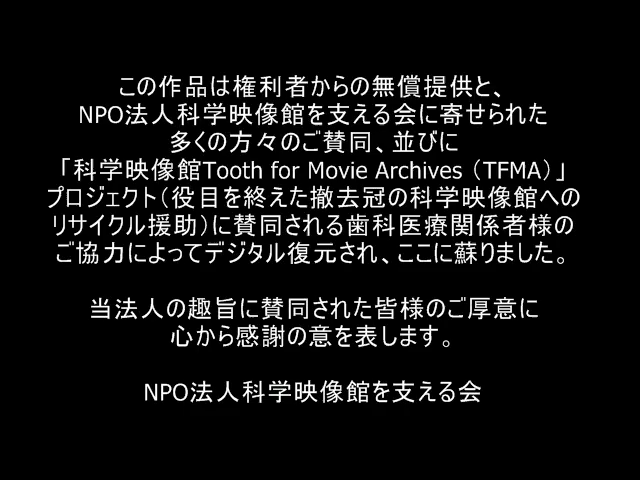 この作品は権利者からの無償提供と、
NPO法人科学映像館を支える会に寄せられた
多くの方々のご賛同、並びに
「科学映像館Tooth for Movie Archives（TFMA）」
プロジェクト（役目を終えた撤去冠の科学映像館への
リサイクル援助）に賛同される歯科医療関係者様の
ご協力によってデジタル復元され、ここに蘇りました。
当法人の趣旨に賛同された皆様のご厚意に
心から感謝の意を表します。
NPO法人科学映像館を支える会